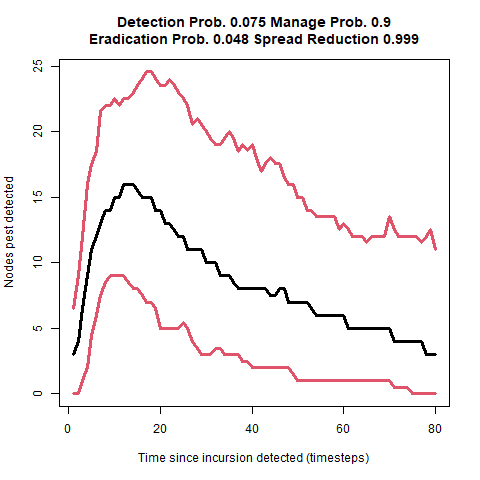 Detection Prob. 0.075 Manage Prob. 0.9
Eradication Prob. 0.048 Spread Reduction 0.999
Nodes pest detected
25
20
15
10
5
0
0 20 40 60 80
Time since incursion detected (timesteps)